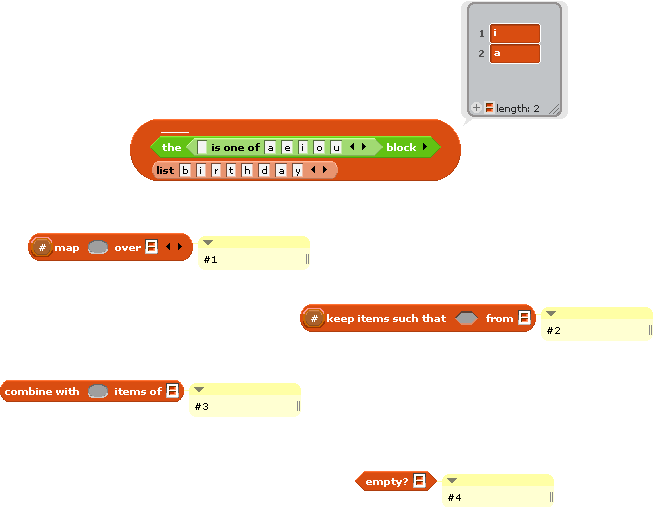 1 i
2 a
+ length: 2
the is one of a e i o u block
list b i r t h d a y
# map over
#1
# keep items such that from
#2
combine with items of
#3
empty?
#4